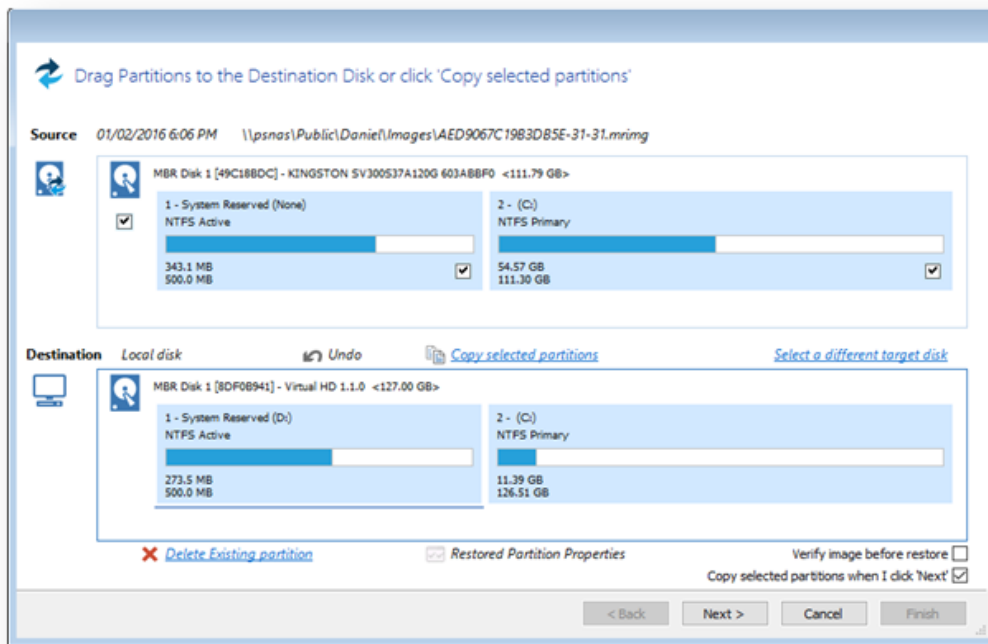 Drag Partitions to the Destination Disk or click 'Copy selected partitions'
Source 01/02/2016 6:06 PM \\psnas\Public\Daniel\Images\AED9067C19B3DB5E-31-31.mrimg
MBR Disk 1 [49C18BDC] - KINGSTON SV300S37A120G 603ABBF0 <111.79 GB>
1 - System Reserved (None)
NTFS Active
343.1 MB
500.0 MB
2 - (C:)
NTFS Primary
54.57 GB
111.30 GB
Destination Local disk Undo Copy selected partitions Select a different target disk
MBR Disk 1 [8DF0B941] - Virtual HD 1.1.0 <127.00 GB>
1 - System Reserved (D:)
NTFS Active
273.5 MB
500.0 MB
2 - (C:)
NTFS Primary
11.39 GB
126.51 GB
Delete Existing partition Restored Partition Properties Verify image before restore
Copy selected partitions when I click 'Next'
< Back Next > Cancel Finish